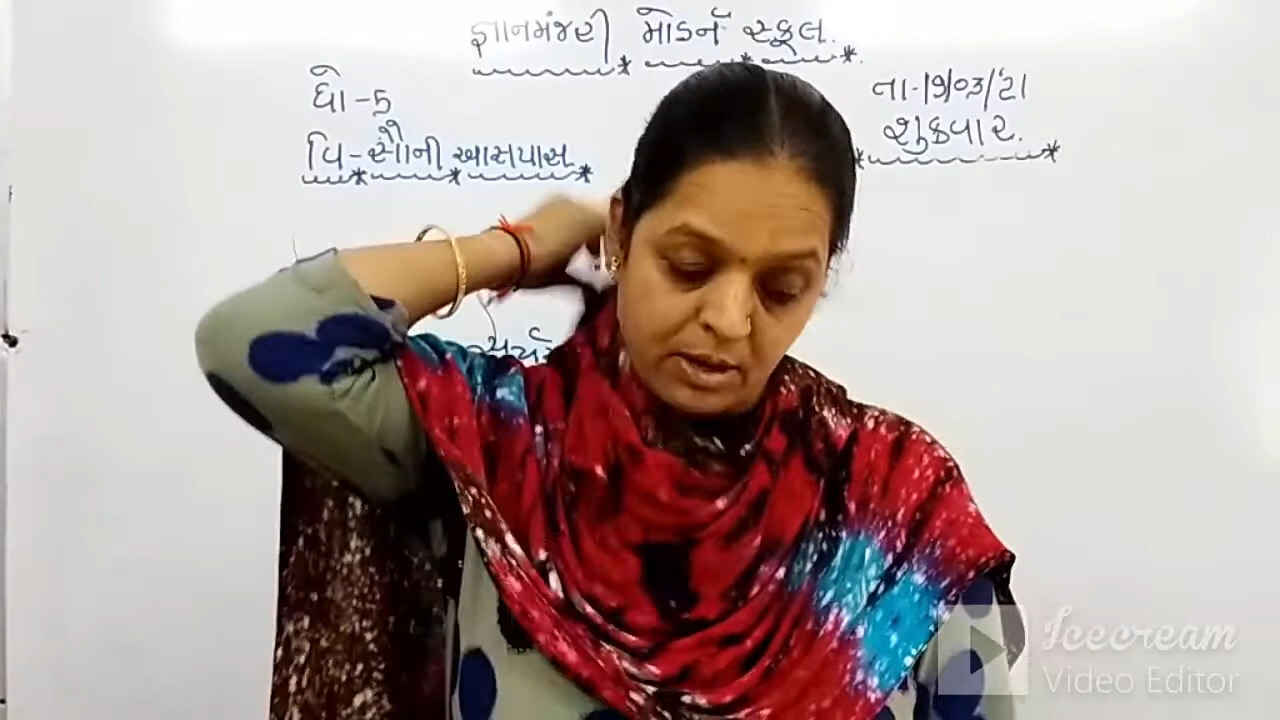 જ્ઞાનમંજરી મોડર્ન સ્કૂલ.
ધો-5
વિ-સૌની આસપાસ.
તા-19/03/'21
શુક્રવાર.
Icecream
Video Editor